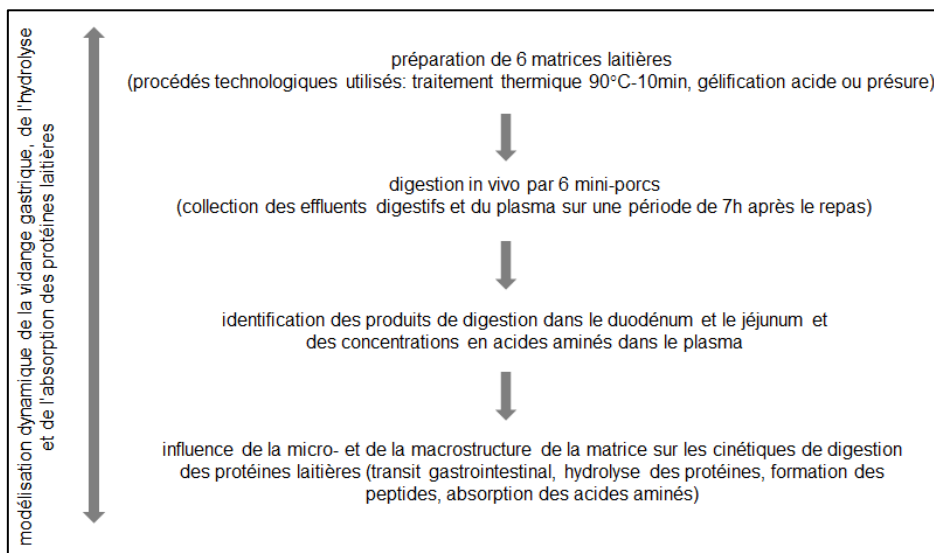 modélisation dynamique de la vidange gastrique, de l'hydrolyse
et de l'absorption des protéines laitières
préparation de 6 matrices laitières
(procédés technologiques utilisés: traitement thermique 90°C-10min, gélification acide ou présure)
digestion in vivo par 6 mini-porcs
(collection des effluents digestifs et du plasma sur une période de 7h après le repas)
identification des produits de digestion dans le duodénum et le jéjunum et
des concentrations en acides aminés dans le plasma
influence de la micro- et de la macrostructure de la matrice sur les cinétiques de digestion
des protéines laitières (transit gastrointestinal, hydrolyse des protéines, formation des
peptides, absorption des acides aminés)